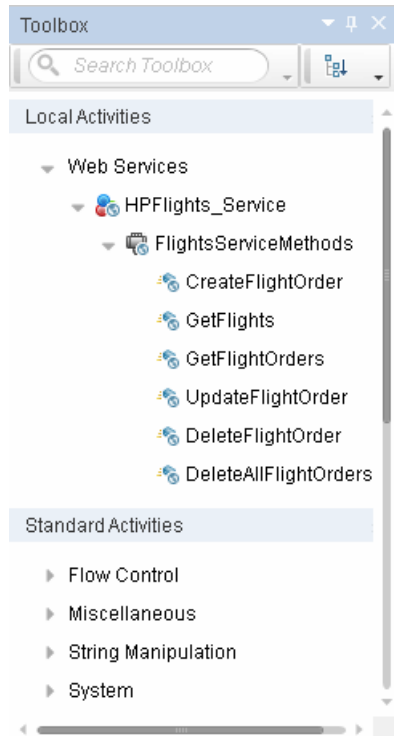 Toolbox
Search Toolbox
Local Activities
Web Services
HPFlights_Service
FlightsServiceMethods
CreateFlightOrder
GetFlights
GetFlightOrders
UpdateFlightOrder
DeleteFlightOrder
DeleteAllFlightOrders
Standard Activities
Flow Control
Miscellaneous
String Manipulation
System